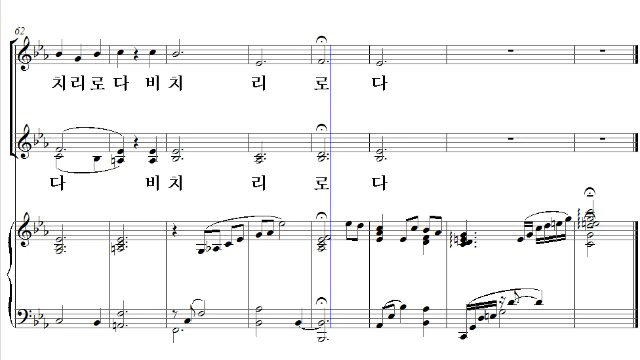 62
치리로다 비치 리 로 다
다 비치 리 로 다